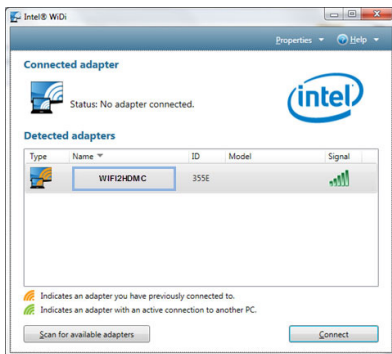 Intel® WiDi
Properties Help
Connected adapter
Status: No adapter connected.
intel
Detected adapters
Type Name ID Model Signal
WIFI2HDMC 355E
Indicates an adapter you have previously connected to.
Indicates an adapter with an active connection to another PC.
Scan for available adapters Connect